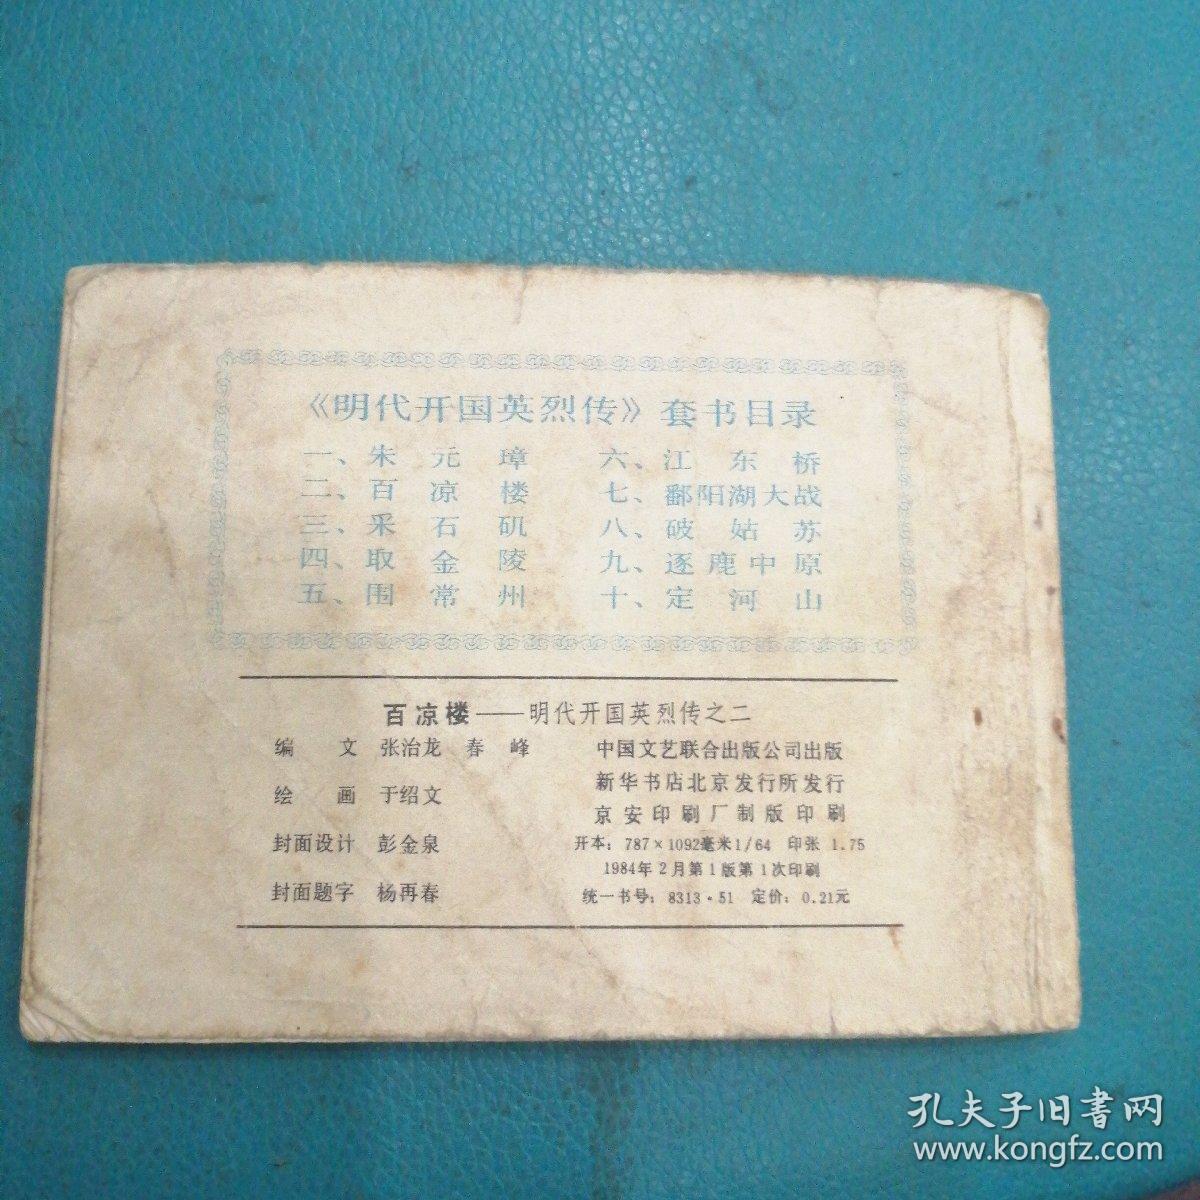 《明代开国英烈传》套书目录
一、朱元璋
二、百凉楼
三、采石矶
四、取金陵
五、围常州
六、江东桥
七、鄱阳湖大战
八、破姑苏
九、逐鹿中原
十、定河山
百凉楼——明代开国英烈传之二
编文 张治龙 春峰
绘画 于绍文
封面设计 彭金泉
封面题字 杨再春
中国文艺联合出版公司出版
新华书店北京发行所发行
京安印刷厂制版印刷
开本：787×1092毫米1/64 印张 1.75
1984年2月第1版第1次印刷
统一书号：8313·51 定价：0.21元
孔夫子旧书网
www.kongfz.com